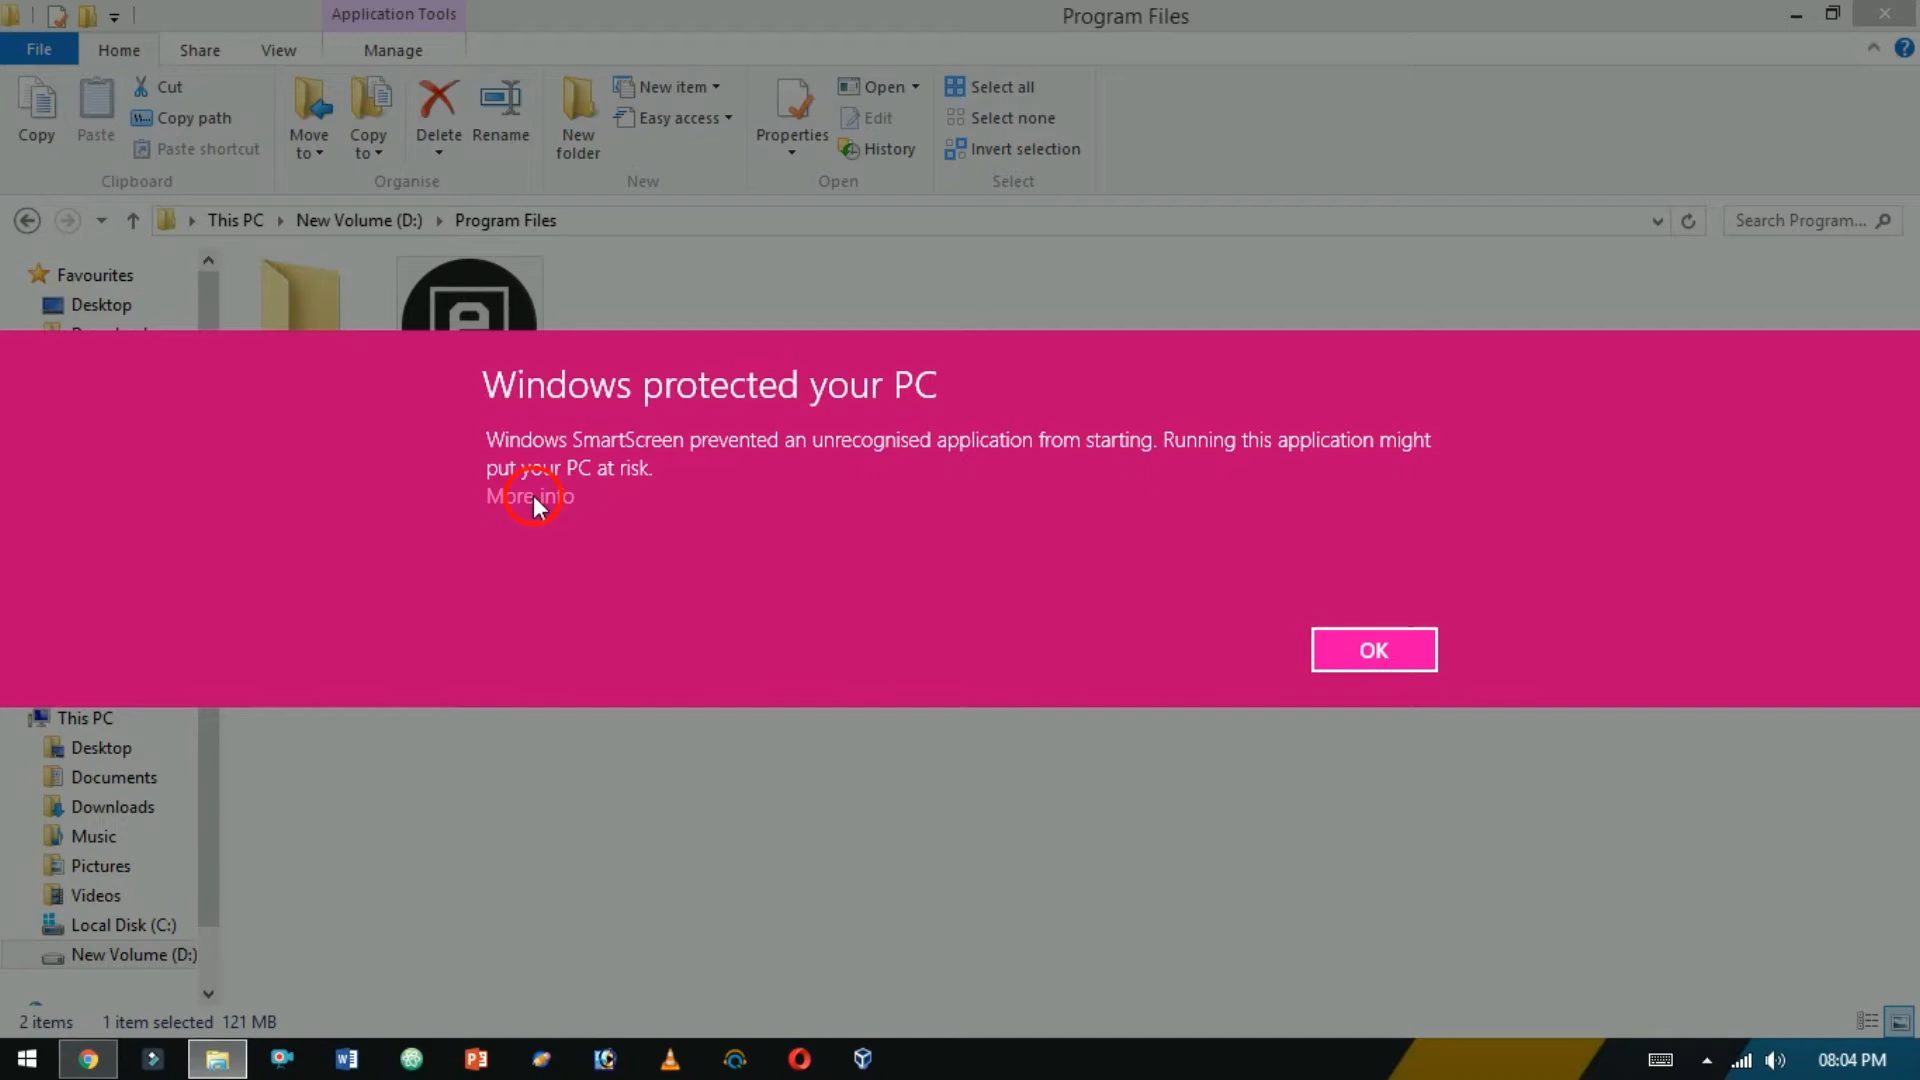 Application Tools
Program Files
File
Home
Share
View
Manage
Copy
Paste
Cut
Copy path
Paste shortcut
Clipboard
Move to
Copy to
Delete
Rename
Organise
New folder
New item
Easy access
New
Properties
Open
Edit
History
Open
Select all
Select none
Invert selection
Select
This PC
New Volume (D:)
Program Files
Search Program...
Favourites
Desktop
Windows protected your PC
Windows SmartScreen prevented an unrecognised application from starting. Running this application might
put your PC at risk.
More info
OK
This PC
Desktop
Documents
Downloads
Music
Pictures
Videos
Local Disk (C:)
New Volume (D:)
2 items
1 item selected 121 MB
08:04 PM